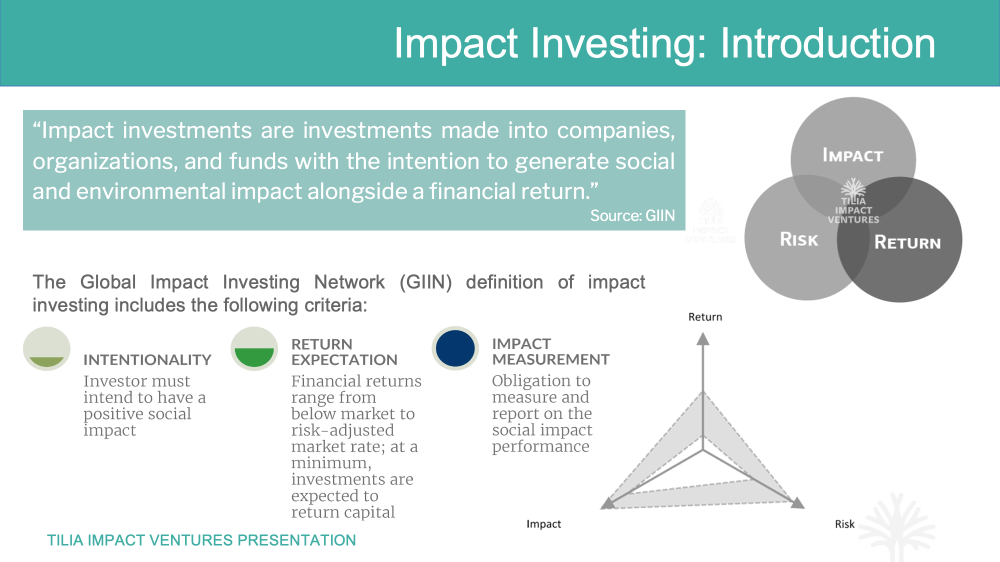 Impact Investing: Introduction
“Impact investments are investments made into companies,
organizations, and funds with the intention to generate social
and environmental impact alongside a financial return.”
Source: GIIN
IMPACT
TILIA
IMPACT
VENTURES
RISK
RETURN
TILIA
IMPACT
VENTURES
The Global Impact Investing Network (GIIN) definition of impact
investing includes the following criteria:
INTENTIONALITY
Investor must
intend to have a
positive social
impact
RETURN
EXPECTATION
Financial returns
range from
below market to
risk-adjusted
market rate; at a
minimum,
investments are
expected to
return capital
IMPACT
MEASUREMENT
Obligation to
measure and
report on the
social impact
performance
Return
Impact
Risk
TILIA IMPACT VENTURES PRESENTATION